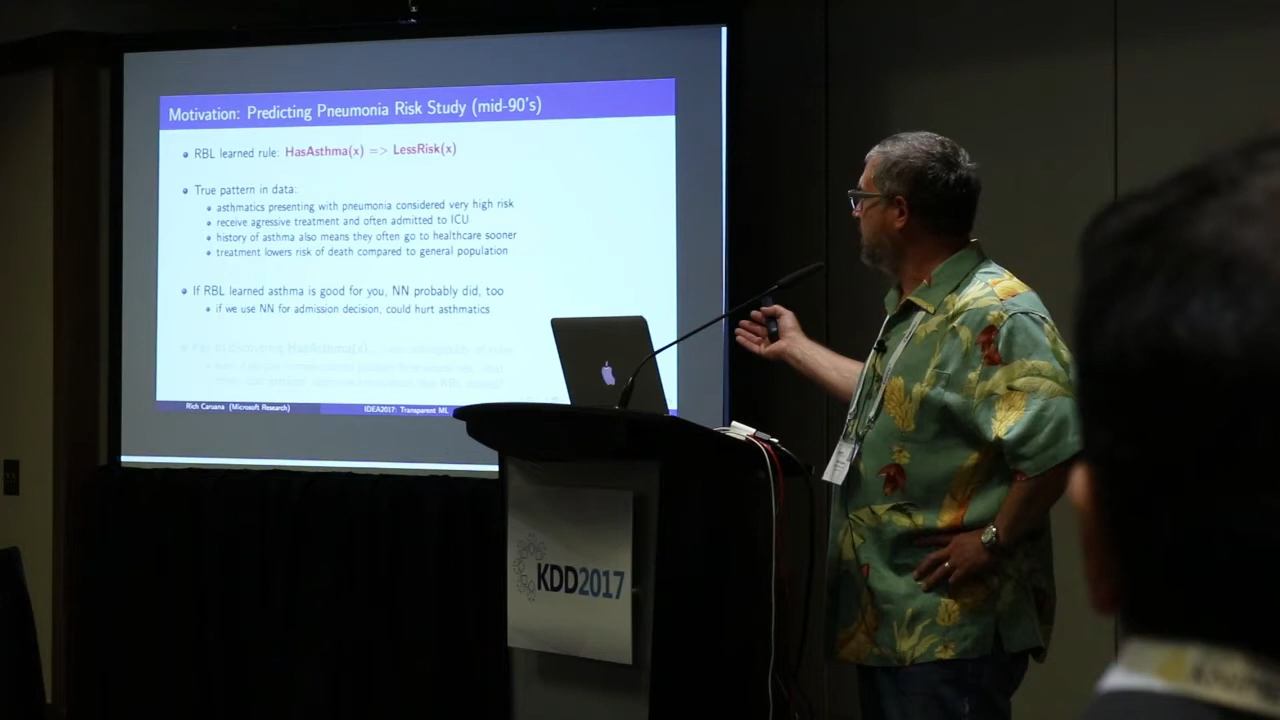 Motivation: Predicting Pneumonia Risk Study (mid-90's)
RBL learned rule: HasAsthma(x) => LessRisk(x)
True pattern in data:
asthmatics presenting with pneumonia considered very high risk
receive agressive treatment and often admitted to ICU
history of asthma also means they often go to healthcare sooner
treatment lowers risk of death compared to general population
If RBL learned asthma is good for you, NN probably did, too
if we use NN for admission decision, could hurt asthmatics
Key to discovering HasAsthma(x)...
Rich Caruana (Microsoft Research)
IDEA2017: Transparent ML
KDD2017